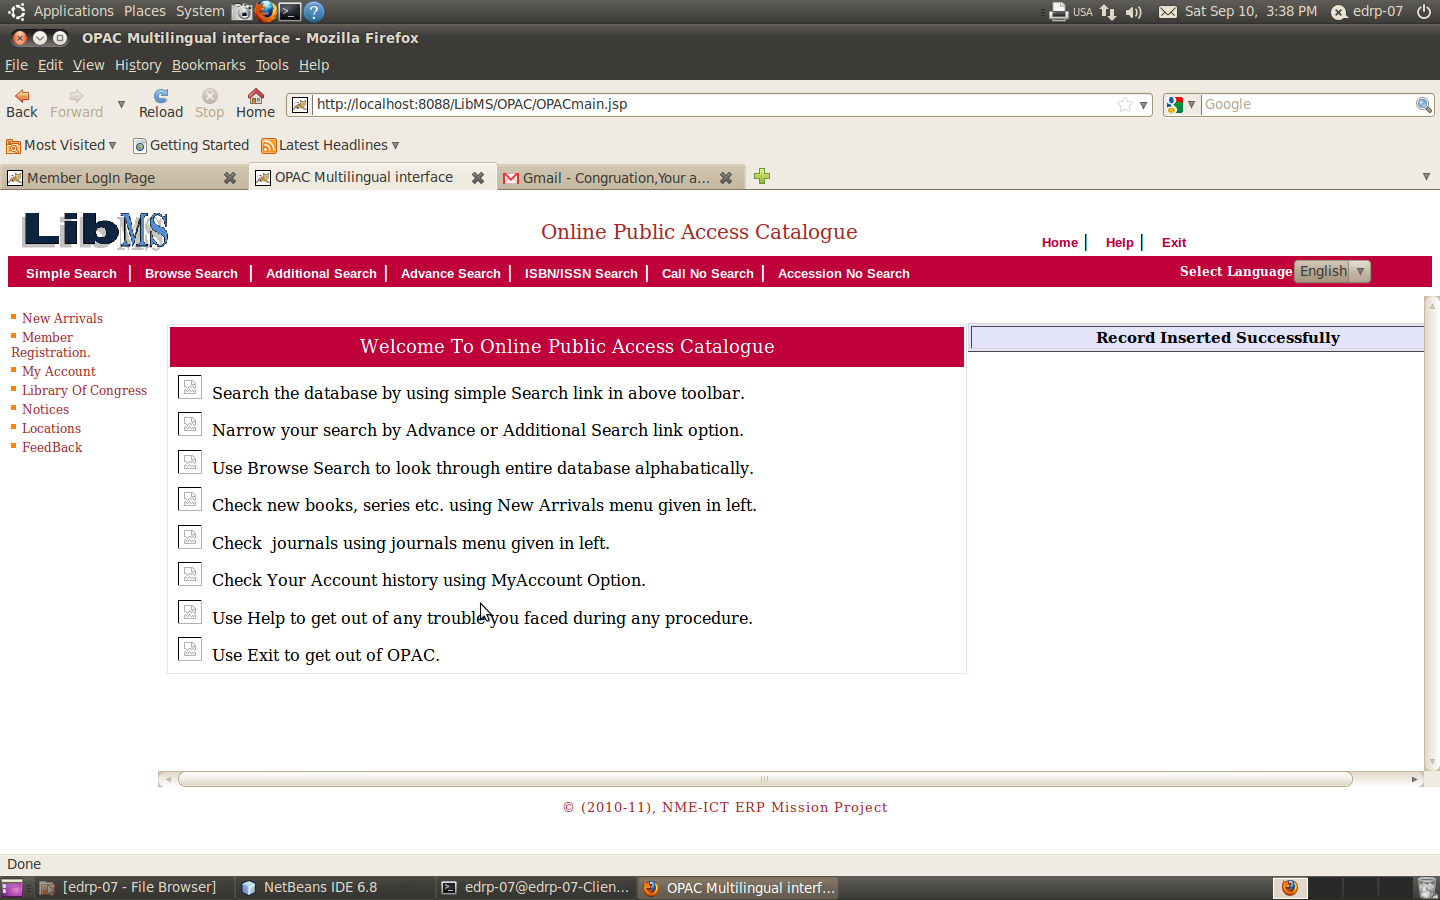 Applications Places System USA Sat Sep 10, 3:38 PM edrp-07
OPAC Multilingual interface - Mozilla Firefox
File Edit View History Bookmarks Tools Help
Back Forward Reload Stop Home http://localhost:8088/LibMS/OPAC/OPACmain.jsp Google
Most Visited Getting Started Latest Headlines
Member LogIn Page OPAC Multilingual interface Gmail - Congruation,Your a...
LibMS
Online Public Access Catalogue
Home Help Exit
Simple Search Browse Search Additional Search Advance Search ISBN/ISSN Search Call No Search Accession No Search Select Language English
New Arrivals
Member
Registration.
My Account
Library Of Congress
Notices
Locations
FeedBack
Welcome To Online Public Access Catalogue
Search the database by using simple Search link in above toolbar.
Narrow your search by Advance or Additional Search link option.
Use Browse Search to look through entire database alphabatically.
Check new books, series etc. using New Arrivals menu given in left.
Check  journals using journals menu given in left.
Check Your Account history using MyAccount Option.
Use Help to get out of any trouble you faced during any procedure.
Use Exit to get out of OPAC.
Record Inserted Successfully
© (2010-11), NME-ICT ERP Mission Project
Done
[edrp-07 - File Browser] NetBeans IDE 6.8 edrp-07@edrp-07-Clien... OPAC Multilingual interf...